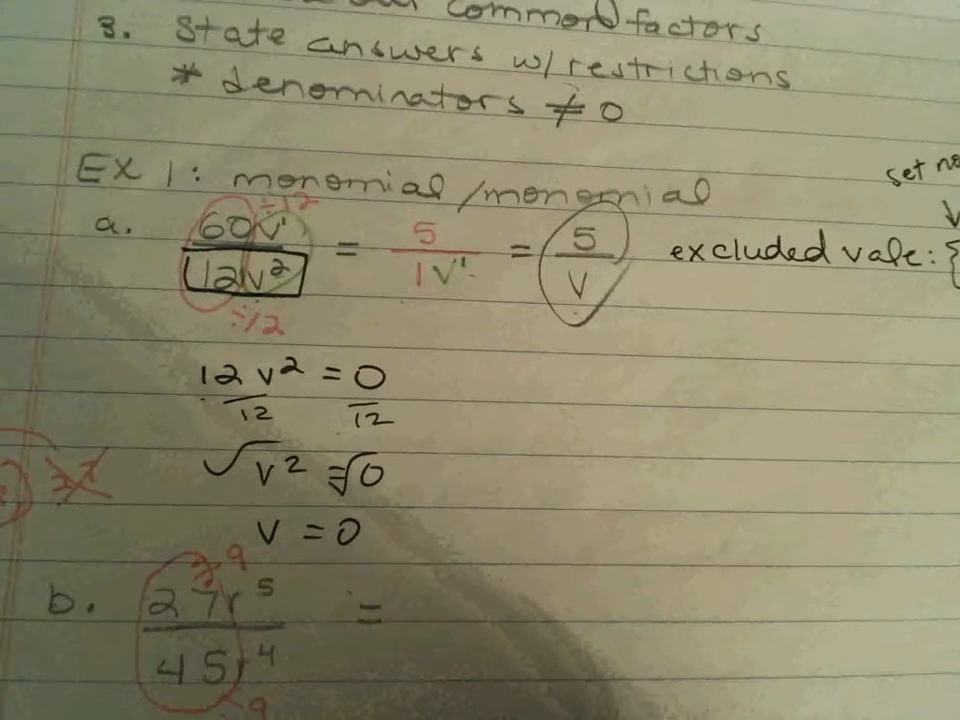 common factors
3. State answers w/ restrictions
* denominators ≠ 0
EX 1: monomial/monomial
set
÷12
a. 60v¹/12v² = 5/1v¹ = 5/v excluded vale: {
÷12
12v² = 0
12 12
√v² = √0
v = 0
÷9
b. 27r⁵/45r⁴ =
÷9